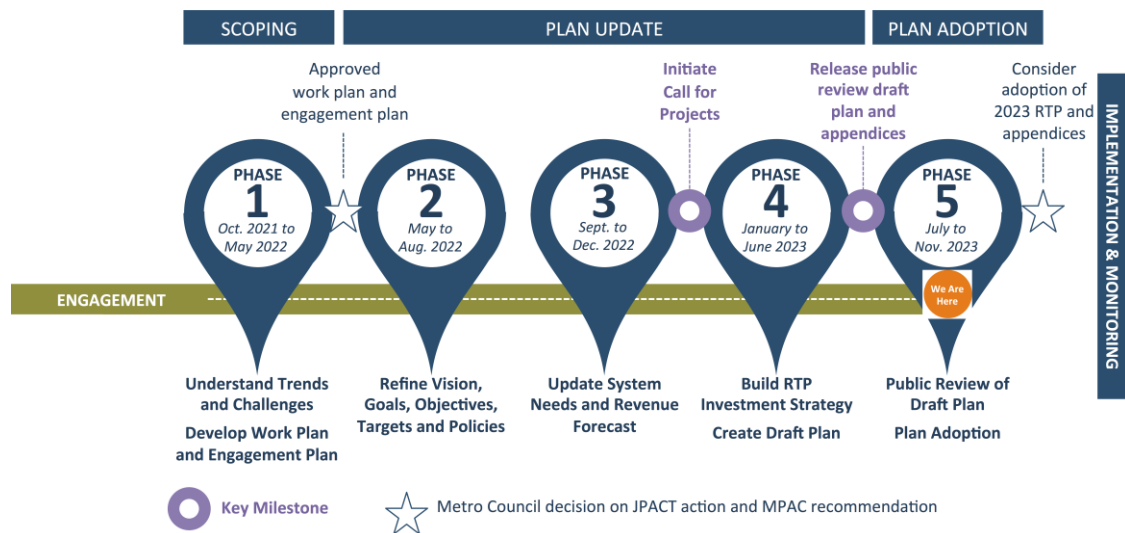 SCOPING
PLAN UPDATE
PLAN ADOPTION
Approved
work plan and
engagement plan
Initiate
Call for
Projects
Release public
review draft
plan and
appendices
Consider
adoption of
2023 RTP and
appendices
PHASE
1
Oct. 2021 to
May 2022
PHASE
2
May to
Aug. 2022
PHASE
3
Sept. to
Dec. 2022
PHASE
4
January to
June 2023
PHASE
5
July to
Nov. 2023
IMPLEMENTATION & MONITORING
ENGAGEMENT
We Are
Here
Understand Trends
and Challenges
Develop Work Plan
and Engagement Plan
Refine Vision,
Goals, Objectives,
Targets and Policies
Update System
Needs and Revenue
Forecast
Build RTP
Investment Strategy
Create Draft Plan
Public Review of
Draft Plan
Plan Adoption
Key Milestone
Metro Council decision on JPACT action and MPAC recommendation